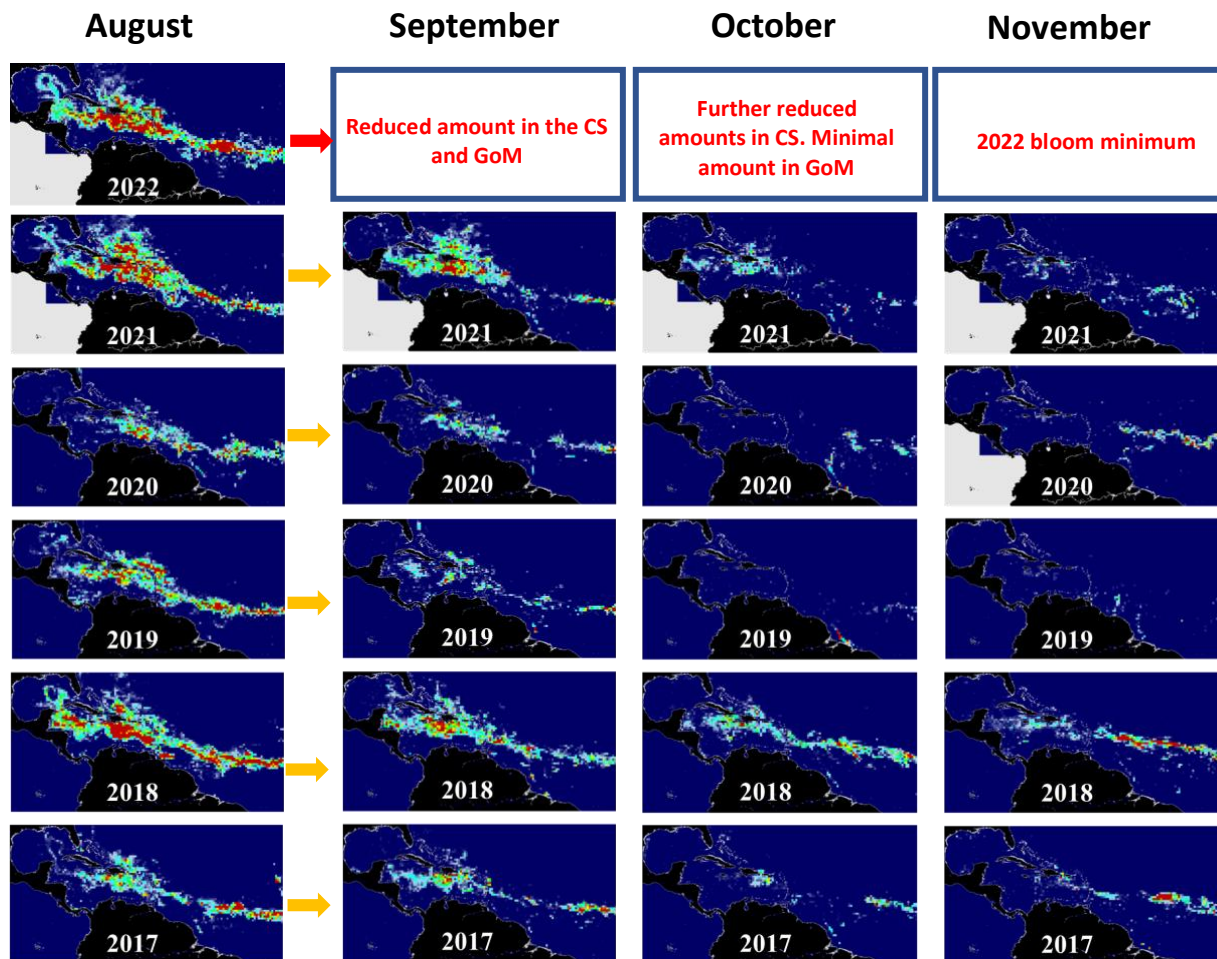 August
September
October
November
2022
Reduced amount in the CS
and GoM
Further reduced
amounts in CS. Minimal
amount in GoM
2022 bloom minimum
2021
2021
2021
2021
2020
2020
2020
2020
2019
2019
2019
2019
2018
2018
2018
2018
2017
2017
2017
2017